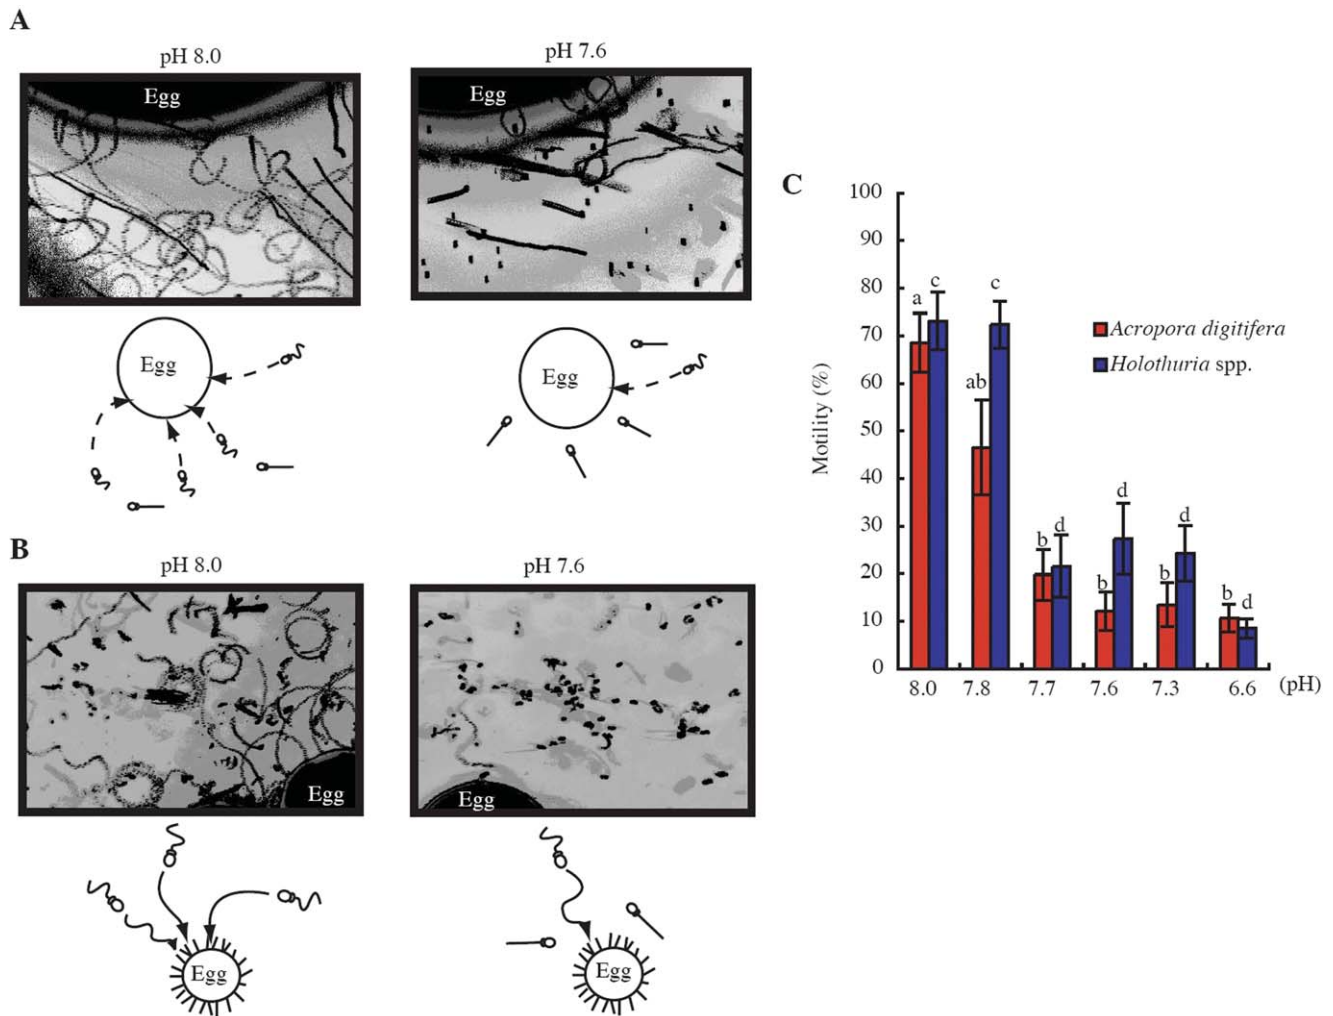 A
pH 8.0
pH 7.6
Egg
Egg
Egg
Egg
B
pH 8.0
pH 7.6
Egg
Egg
Egg
Egg
C
Motility (%)
100
90
80
70
60
50
40
30
20
10
0
a
c
ab
c
b
d
b
d
b
d
b
d
8.0 7.8 7.7 7.6 7.3 6.6 (pH)
Acropora digitifera
Holothuria spp.